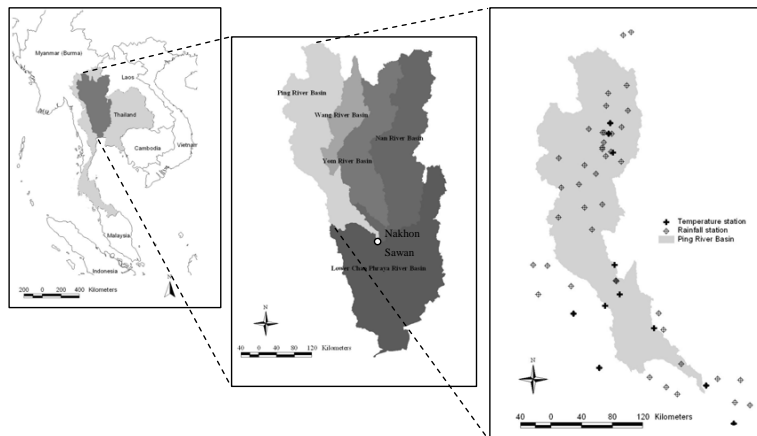 Myanmar (Burma)
Laos
Thailand
Cambodia
Vietnam
Malaysia
Indonesia
200 0 200 400 Kilometers
N
Ping River Basin
Wang River Basin
Nan River Basin
Yom River Basin
Nakhon
Sawan
Lower Chao Phraya River Basin
N
40 0 40 80 120 Kilometers
Temperature station
Rainfall station
Ping River Basin
N
40 0 40 80 120 Kilometers